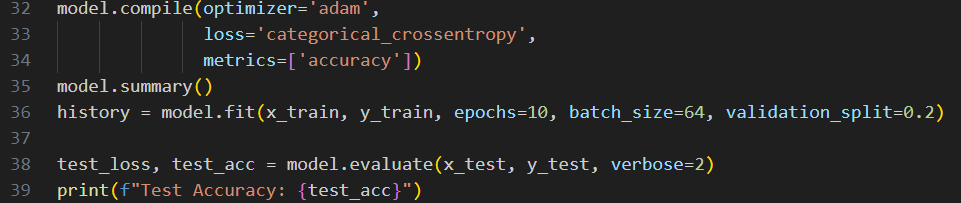 32 model.compile(optimizer='adam',
33 loss='categorical_crossentropy',
34 metrics=['accuracy'])
35 model.summary()
36 history = model.fit(x_train, y_train, epochs=10, batch_size=64, validation_split=0.2)
37
38 test_loss, test_acc = model.evaluate(x_test, y_test, verbose=2)
39 print(f"Test Accuracy: {test_acc}")